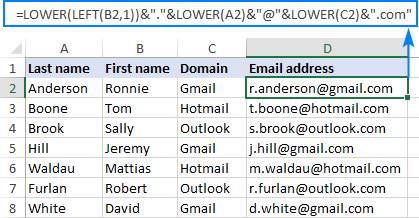 =LOWER(LEFT(B2,1))&"."&LOWER(A2)&"@"&LOWER(C2)&".com"
A B C D
1 Last name First name Domain Email address
2 Anderson Ronnie Gmail r.anderson@gmail.com
3 Boone Tom Hotmail t.boone@hotmail.com
4 Brook Sally Outlook s.brook@outlook.com
5 Hill Jeremy Gmail j.hill@gmail.com
6 Waldau Mattias Hotmail m.waldau@hotmail.com
7 Furlan Robert Outlook r.furlan@outlook.com
8 White David Gmail d.white@gmail.com